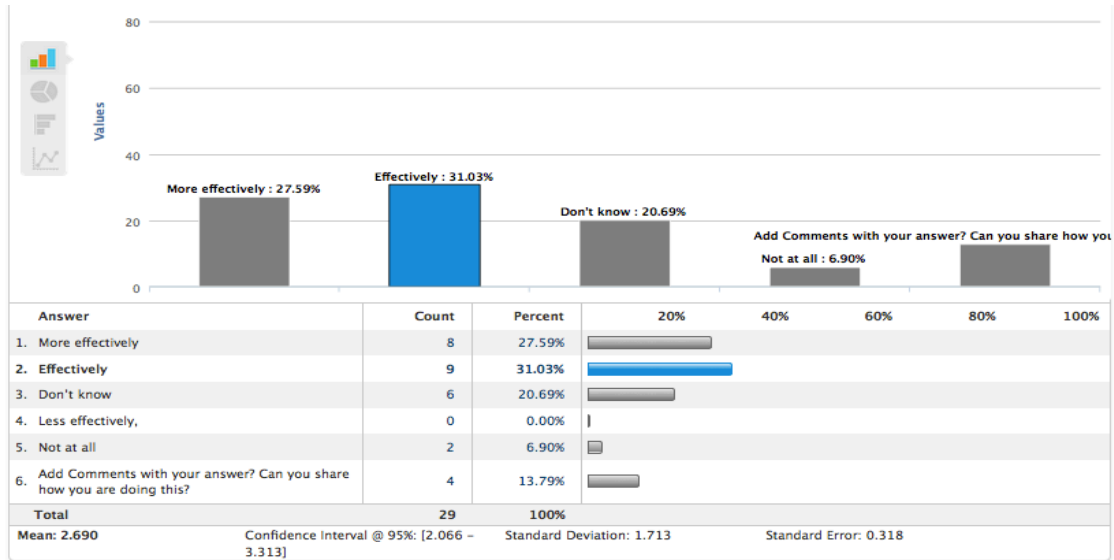 80
60
40
20
0
Values
More effectively : 27.59%
Effectively : 31.03%
Don't know : 20.69%
Add Comments with your answer? Can you share how you
Not at all : 6.90%
Answer Count Percent 20% 40% 60% 80% 100%
1. More effectively 8 27.59%
2. Effectively 9 31.03%
3. Don't know 6 20.69%
4. Less effectively, 0 0.00%
5. Not at all 2 6.90%
6. Add Comments with your answer? Can you share
how you are doing this? 4 13.79%
Total 29 100%
Mean: 2.690 Confidence Interval @ 95%: [2.066 – Standard Deviation: 1.713 Standard Error: 0.318
3.313]